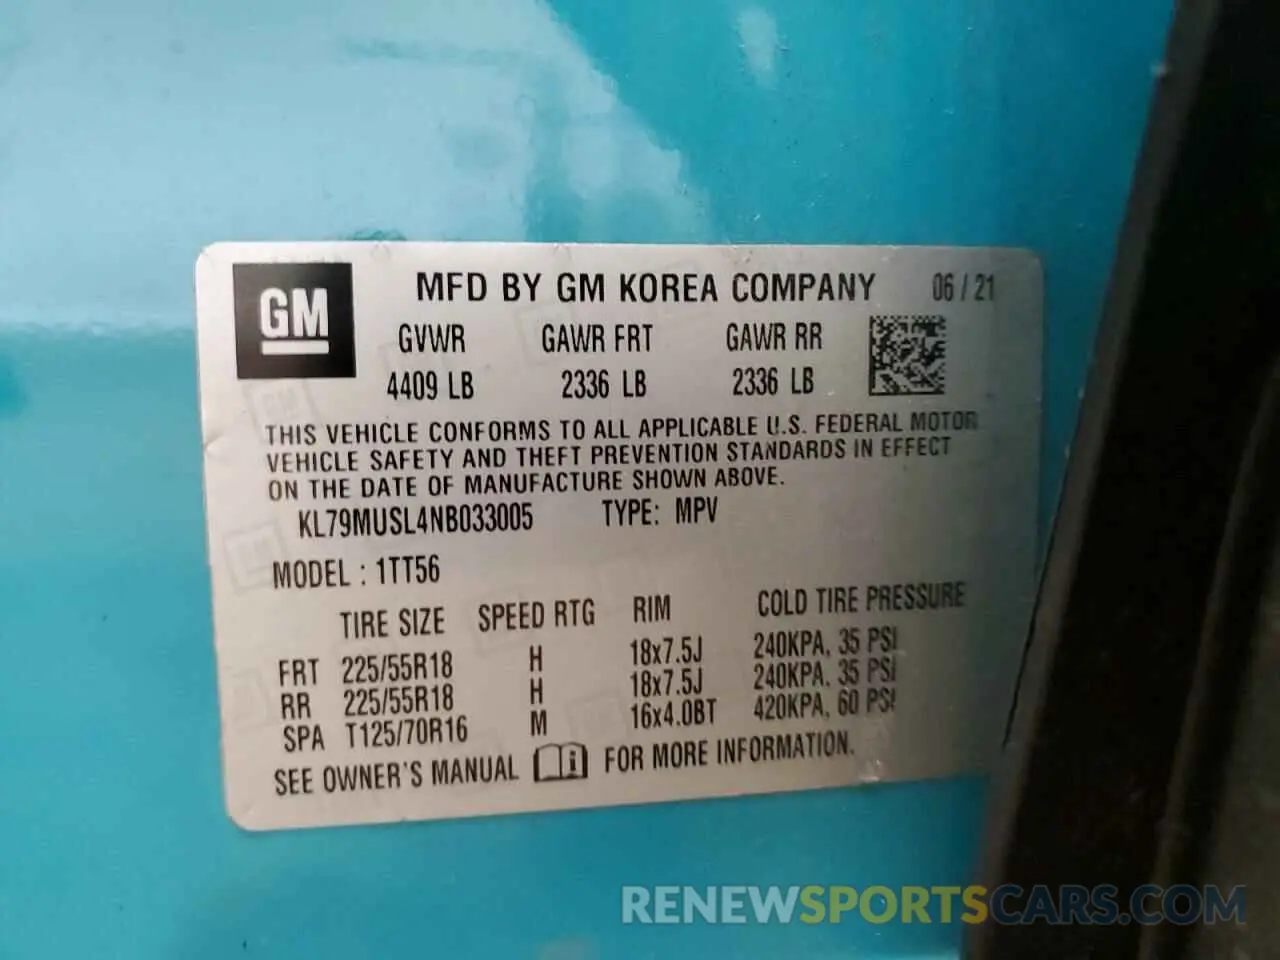 GM
MFD BY GM KOREA COMPANY 06/21
GVWR GAWR FRT GAWR RR
4409 LB 2336 LB 2336 LB
THIS VEHICLE CONFORMS TO ALL APPLICABLE U.S. FEDERAL MOTOR
VEHICLE SAFETY AND THEFT PREVENTION STANDARDS IN EFFECT
ON THE DATE OF MANUFACTURE SHOWN ABOVE.
KL79MUSL4NB033005 TYPE: MPV
MODEL : 1TT56
TIRE SIZE SPEED RTG RIM COLD TIRE PRESSURE
FRT 225/55R18 H 18x7.5J 240KPA, 35 PSI
RR 225/55R18 H 18x7.5J 240KPA, 35 PSI
SPA T125/70R16 M 16x4.0BT 420KPA, 60 PSI
SEE OWNER'S MANUAL FOR MORE INFORMATION.
RENEWSPORTSCARS.COM